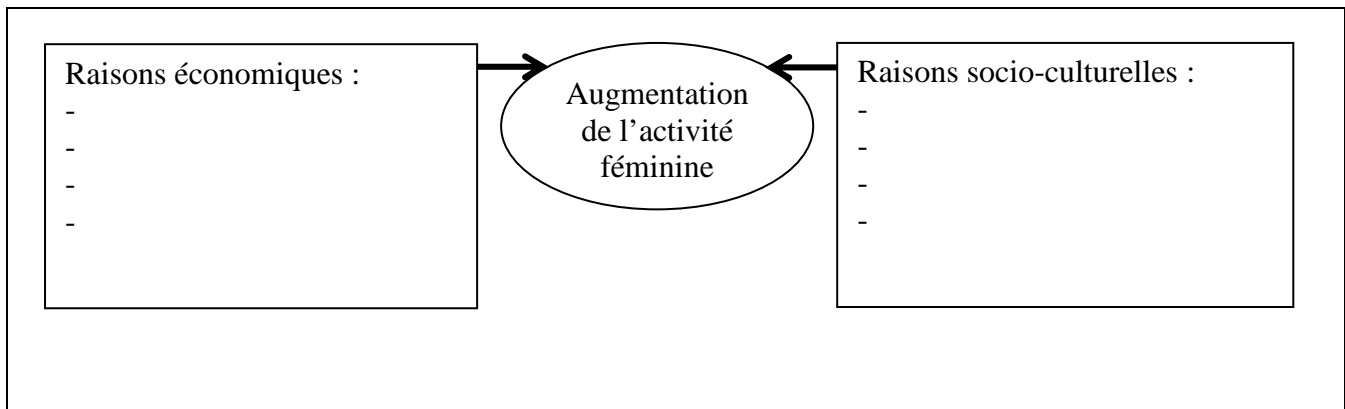 Raisons économiques :
-
-
-
-
Augmentation
de l’activité
féminine
Raisons socio-culturelles :
-
-
-
-